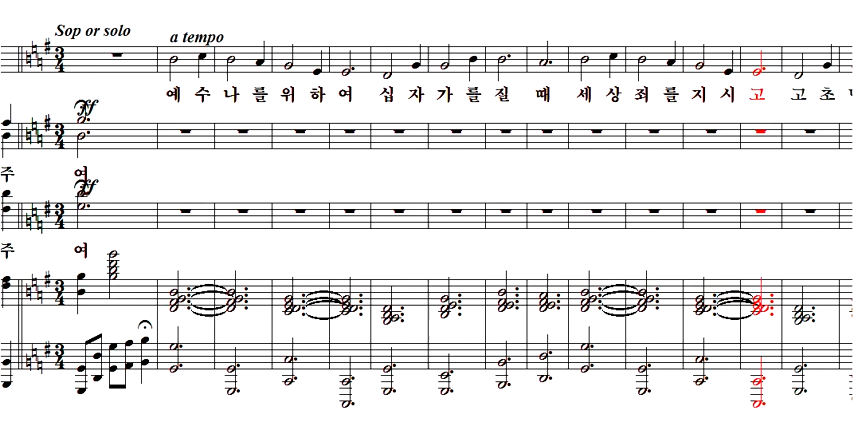 Sop or solo
a tempo
예 수 나 를 위 하 여 십 자 가 를 질 때 세 상 죄 를 지 시 고 고 초
ff
주 여
ff
주 여